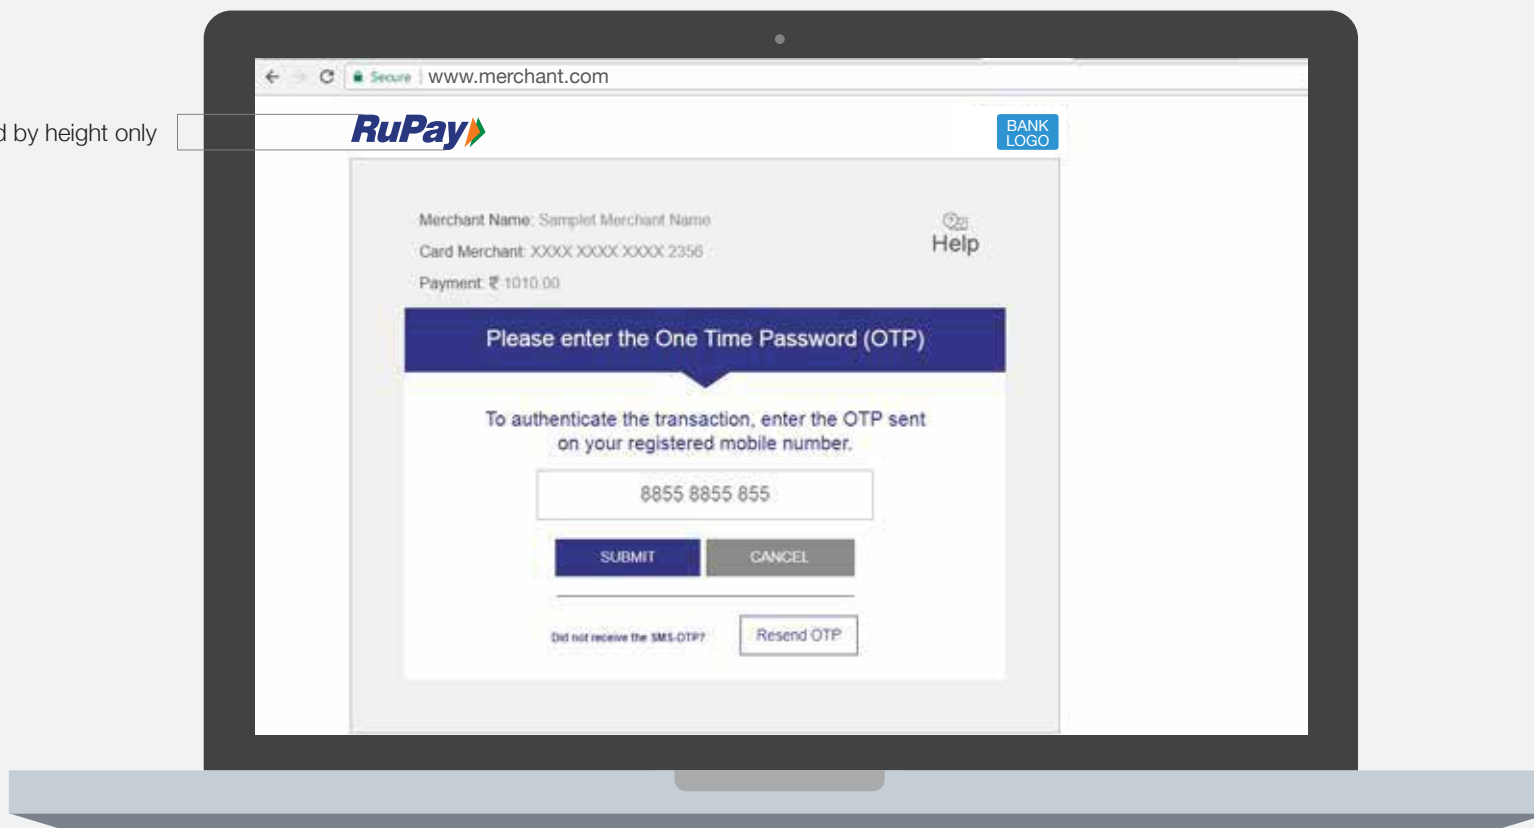 Secure | www.merchant.com
d by height only
RuPay
BANK
LOGO
Merchant Name: Samplet Merchant Name
Card Merchant: XXXX XXXX XXXX 2356
Payment: ₹ 1010.00
Help
Please enter the One Time Password (OTP)
To authenticate the transaction, enter the OTP sent
on your registered mobile number.
8855 8855 855
SUBMIT CANCEL
Did not receive the SMS-OTP? Resend OTP